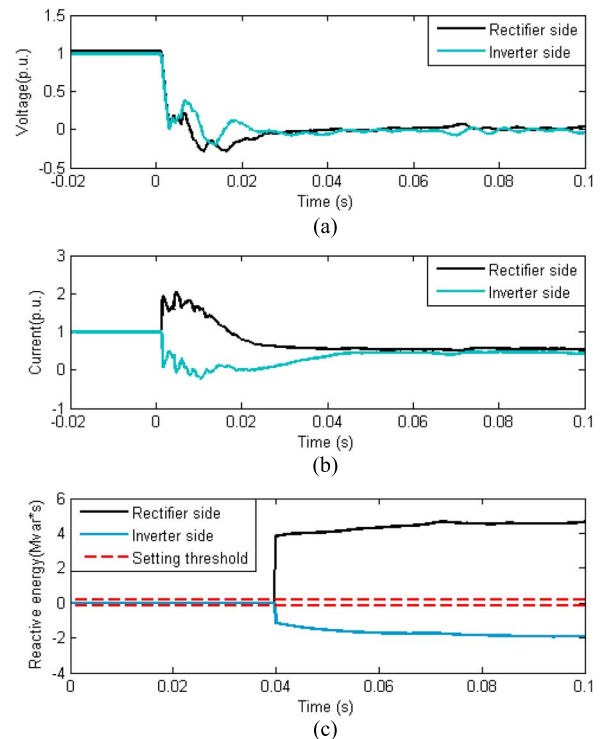 1.5
Rectifier side
Inverter side
1
0.5
0
-0.5
Voltage(p.u.)
-0.02 0 0.02 0.04 0.06 0.08 0.1
Time (s)
(a)
3
Rectifier side
Inverter side
2
1
0
-1
Current(p.u.)
-0.02 0 0.02 0.04 0.06 0.08 0.1
Time (s)
(b)
6
Rectifier side
Inverter side
Setting threshold
4
2
0
-2
-4
Reactive energy(Mvar*s)
0 0.02 0.04 0.06 0.08 0.1
Time (s)
(c)